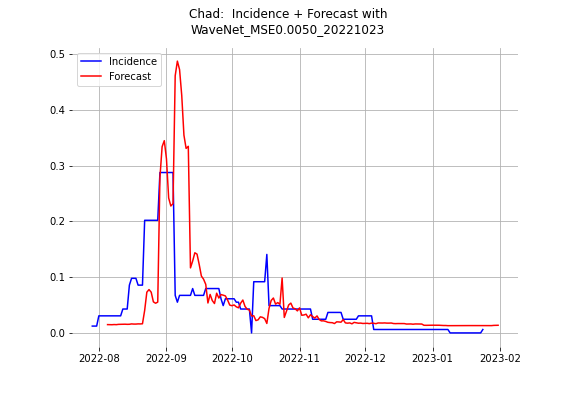 Chad:  Incidence + Forecast with
WaveNet_MSE0.0050_20221023
0.5
Incidence
Forecast
0.4
0.3
0.2
0.1
0.0
2022-08 2022-09 2022-10 2022-11 2022-12 2023-01 2023-02